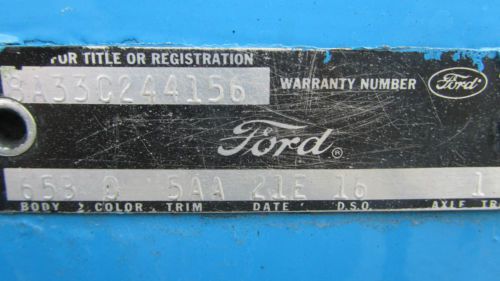 FOR TITLE OR REGISTRATION
8A33C244156
WARRANTY NUMBER Ford
Ford ®
65B D 5AA 21E 16 1
BODY 2 COLOR TRIM DATE D.S.O. AXLE TR